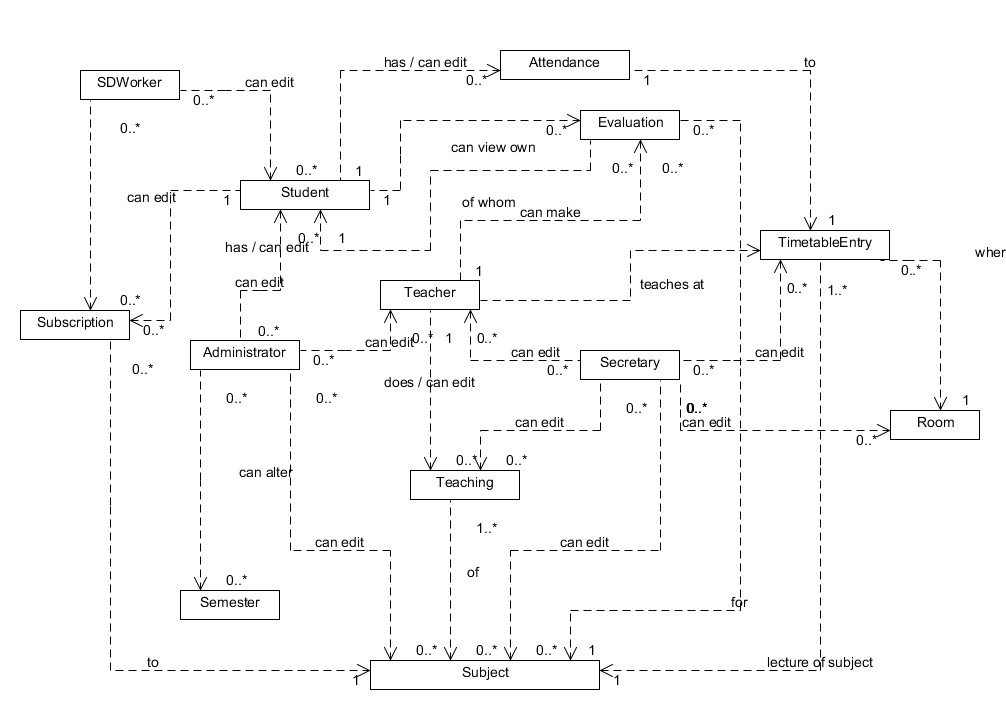 has / can edit
Attendance
to
SDWorker
can edit
0..*
1
0..*
Evaluation
0..*
0..*
0..*
can view own
0..*
1
0..*
0..*
Student
can edit
1
1
of whom
can make
1
0..*
1
has / can edit
TimetableEntry
wher
0..*
1
can edit
teaches at
0..*
1..*
Teacher
0..*
0..*
Subscription
0..*
0..*
can edit
0..*
1
0..*
Administrator
0..*
can edit
can edit
Secretary
0..*
0..*
0..*
does / can edit
0..*
0..*
0..*
0..*
1
can edit
can edit
Room
0..*
0..*
0..*
can alter
Teaching
1..*
can edit
can edit
of
0..*
Semester
for
0..*
0..*
0..*
1
to
lecture of subject
1
Subject
1